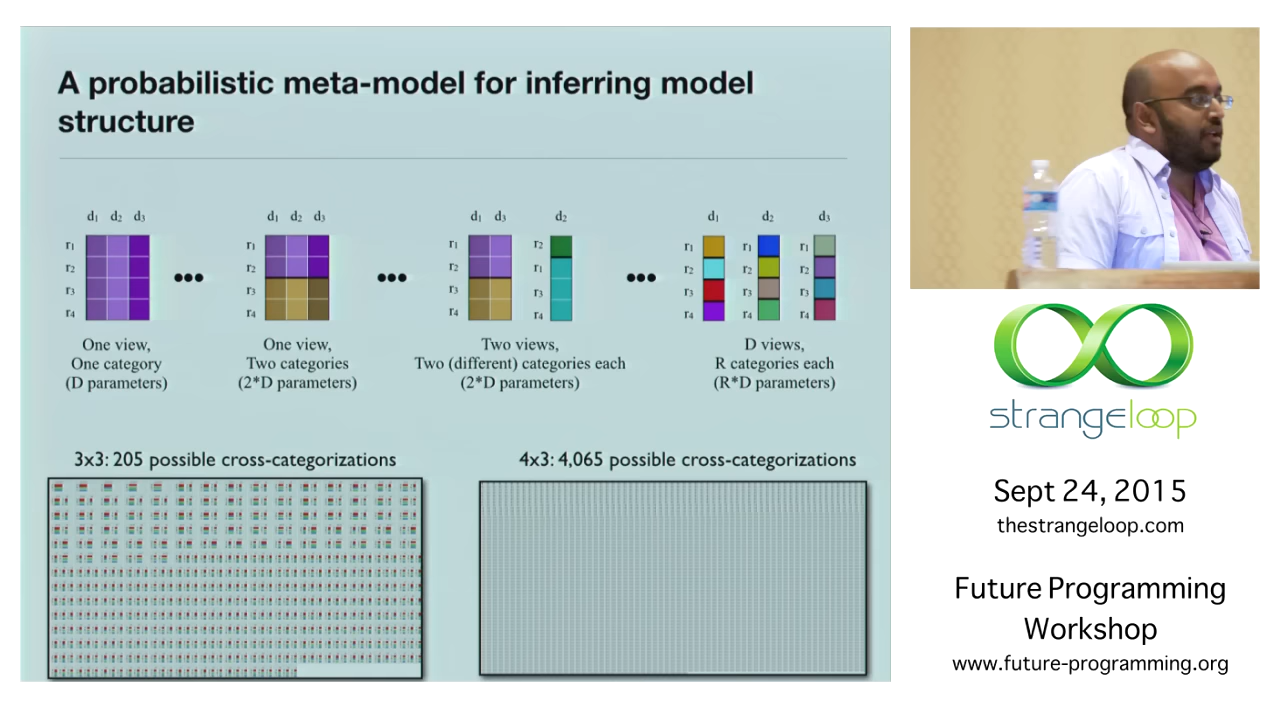 A probabilistic meta-model for inferring model
structure
d1 d2 d3
r1
r2
r3
r4
One view,
One category
(D parameters)
•••
d1 d2 d3
r1
r2
r3
r4
One view,
Two categories
(2*D parameters)
•••
d1 d3
r1
r2
r3
r4
d2
r2
r1
r3
r4
Two views,
Two (different) categories each
(2*D parameters)
•••
d1
r1
r2
r3
r4
d2
r1
r2
r3
r4
d3
r1
r2
r3
r4
D views,
R categories each
(R*D parameters)
3x3: 205 possible cross-categorizations
4x3: 4,065 possible cross-categorizations
strangeloop
Sept 24, 2015
thestrangeloop.com
Future Programming
Workshop
www.future-programming.org